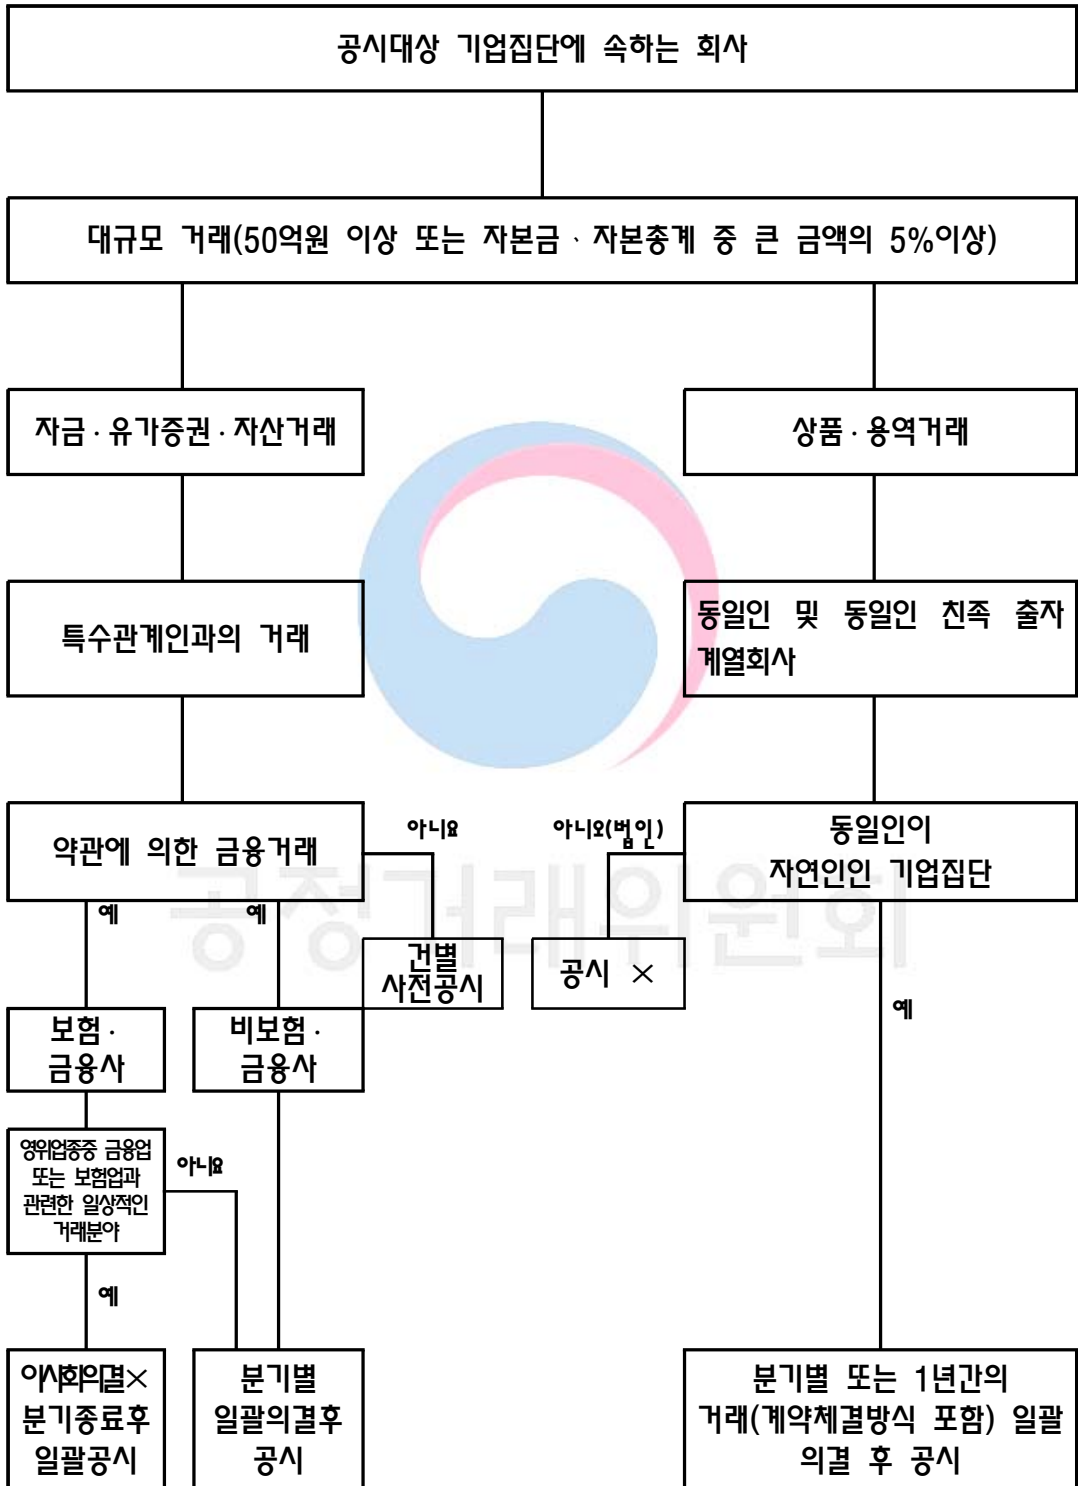 공시대상 기업집단에 속하는 회사
대규모 거래(50억원 이상 또는 자본금 · 자본총계 중 큰 금액의 5%이상)
자금 · 유가증권 · 자산거래
상품 · 용역거래
특수관계인과의 거래
동일인 및 동일인 친족 출자
계열회사
약관에 의한 금융거래
아니요
아니오(법인)
동일인이
자연인인 기업집단
예
예
건별
사전공시
공시 ×
예
보험 ·
금융사
비보험 ·
금융사
영위업종중 금융업
또는 보험업과
관련한 일상적인
거래분야
아니요
예
이사회의결×
분기종료후
일괄공시
분기별
일괄의결후
공시
분기별 또는 1년간의
거래(계약체결방식 포함) 일괄
의결 후 공시
공정거래위원회